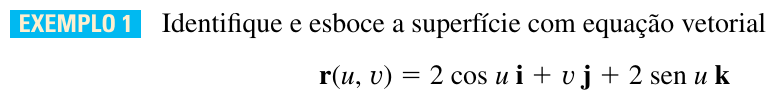 EXEMPLO 1 Identifique e esboce a superfície com equação vetorial
r(u, v) = 2 cos u i + v j + 2 sen u k